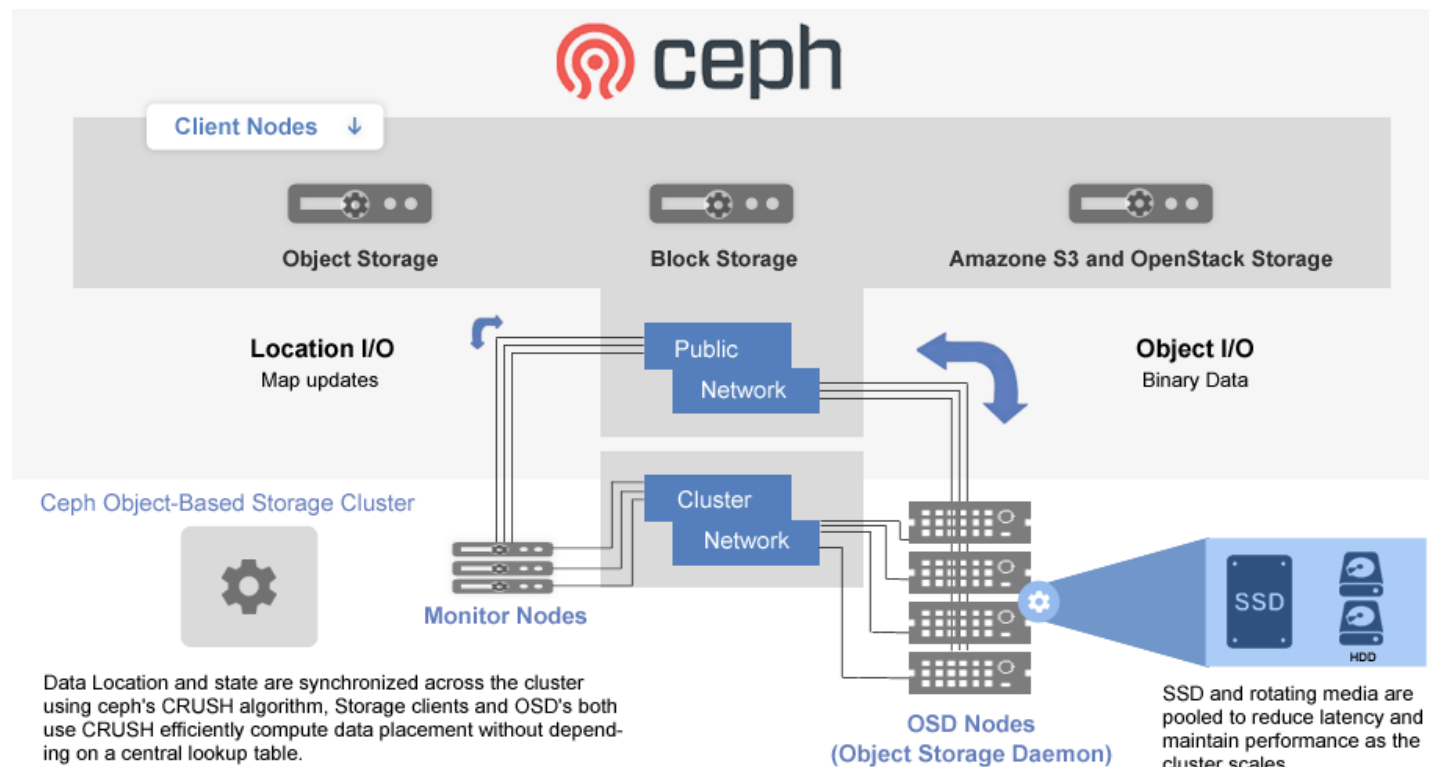 ceph
Client Nodes ↓
Object Storage
Block Storage
Amazone S3 and OpenStack Storage
Location I/O
Map updates
Public
Network
Object I/O
Binary Data
Ceph Object-Based Storage Cluster
Cluster
Network
Monitor Nodes
SSD
HDD
Data Location and state are synchronized across the cluster
using ceph's CRUSH algorithm, Storage clients and OSD's both
use CRUSH efficiently compute data placement without depend-
ing on a central lookup table.
OSD Nodes
(Object Storage Daemon)
SSD and rotating media are
pooled to reduce latency and
maintain performance as the
cluster scales